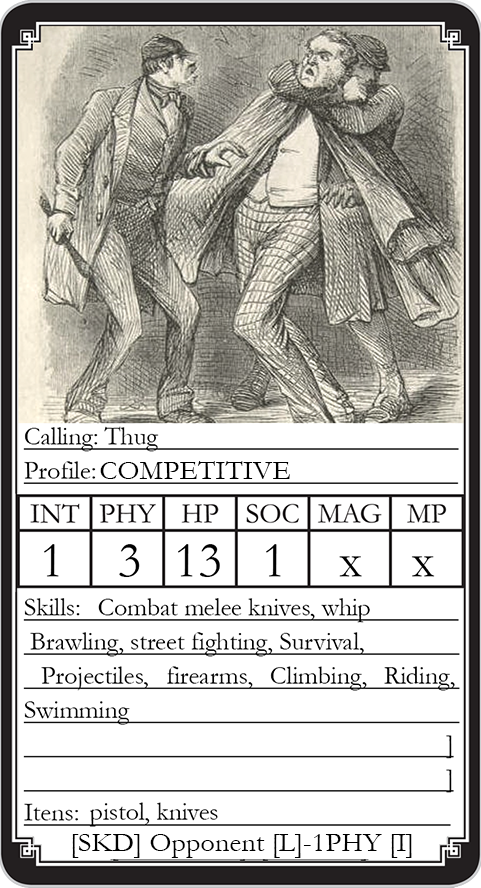 Calling: Thug
Profile: COMPETITIVE
INT PHY HP SOC MAG MP
1 3 13 1 x x
Skills: Combat melee knives, whip
Brawling, street fighting, Survival,
Projectiles, firearms, Climbing, Riding,
Swimming
]
]
Itens: pistol, knives
[SKD] Opponent [L]-1PHY [I]